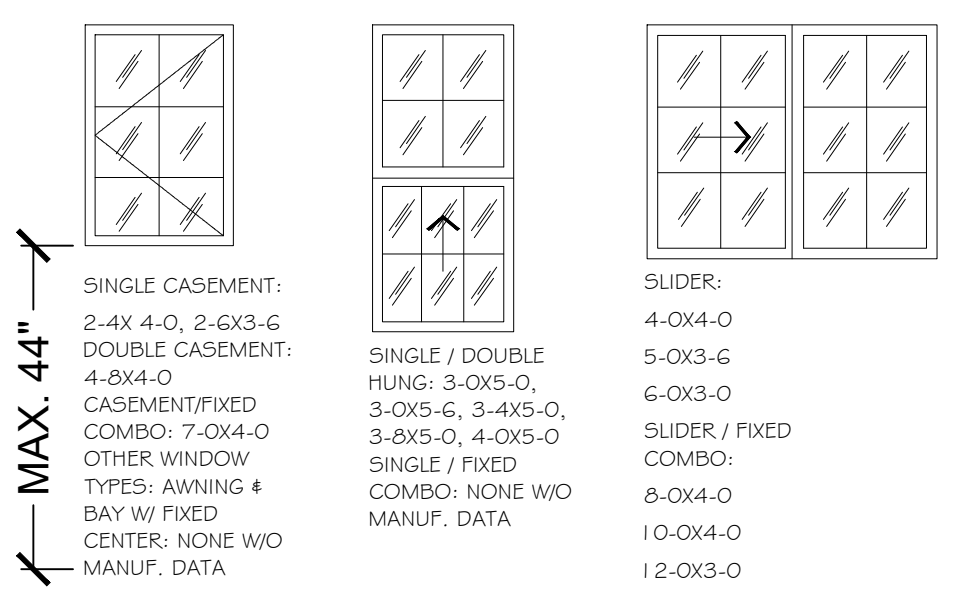 MAX. 44"
SINGLE CASEMENT:
2-4X 4-0, 2-6X3-6
DOUBLE CASEMENT:
4-8X4-0
CASEMENT/FIXED
COMBO: 7-0X4-0
OTHER WINDOW
TYPES: AWNING &
BAY W/ FIXED
CENTER: NONE W/O
MANUF. DATA
SINGLE / DOUBLE
HUNG: 3-0X5-0,
3-0X5-6, 3-4X5-0,
3-8X5-0, 4-0X5-0
SINGLE / FIXED
COMBO: NONE W/O
MANUF. DATA
SLIDER:
4-0X4-0
5-0X3-6
6-0X3-0
SLIDER / FIXED
COMBO:
8-0X4-0
10-0X4-0
12-0X3-0